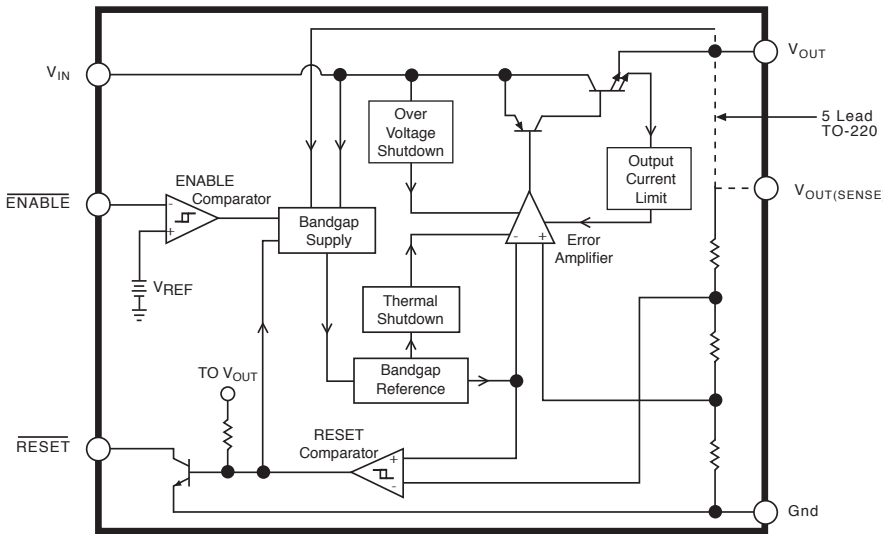 VIN
ENABLE
RESET
ENABLE
Comparator
-
+
VREF
Bandgap
Supply
Over
Voltage
Shutdown
Thermal
Shutdown
Bandgap
Reference
TO VOUT
RESET
Comparator
+
-
-
+
Error
Amplifier
Output
Current
Limit
VOUT
5 Lead
TO-220
VOUT(SENSE
Gnd